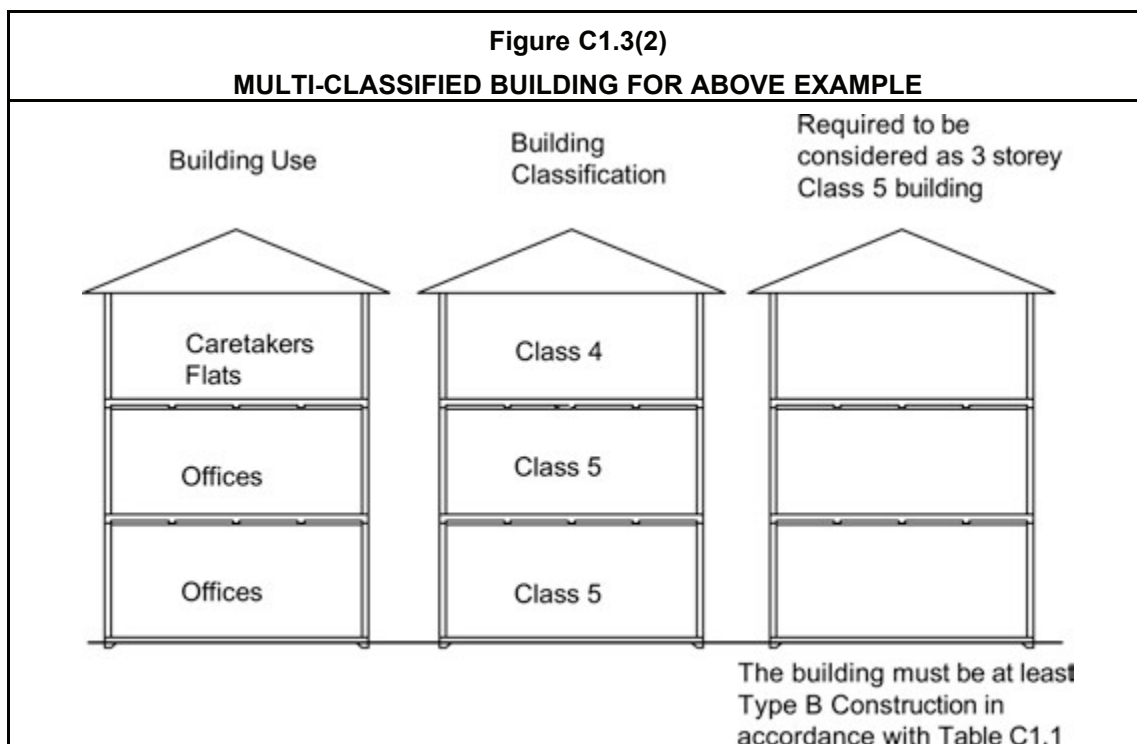 Figure C1.3(2)
MULTI-CLASSIFIED BUILDING FOR ABOVE EXAMPLE
Building Use
Building
Classification
Required to be
considered as 3 storey
Class 5 building
Caretakers
Flats
Class 4
Offices
Class 5
Offices
Class 5
The building must be at least
Type B Construction in
accordance with Table C1.1